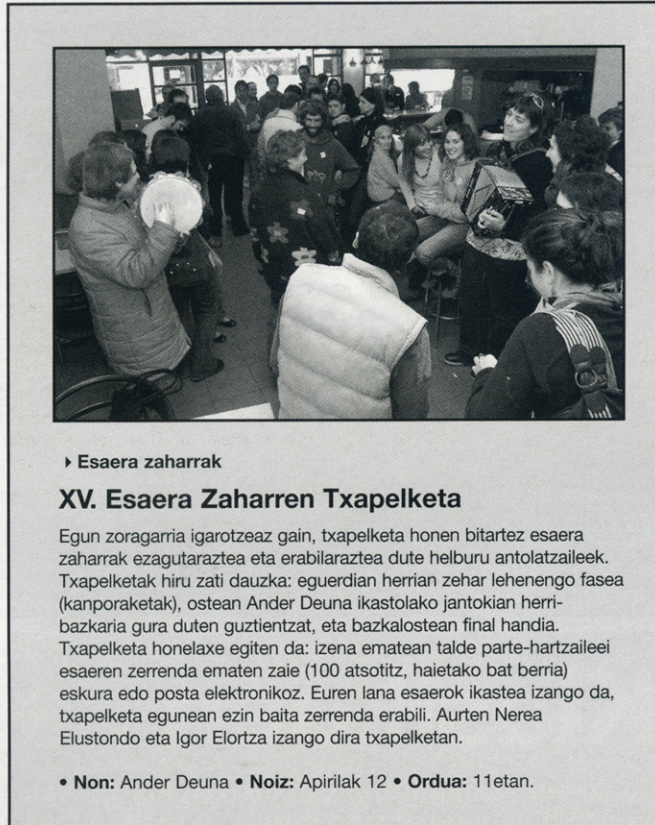 ▸ Esaera zaharrak
XV. Esaera Zaharren Txapelketa
Egun zoragarria igarotzeaz gain, txapelketa honen bitartez esaera
zaharrak ezagutaraztea eta erabilaraztea dute helburu antolatzaileek.
Txapelketak hiru zati dauzka: eguerdian herrian zehar lehenengo fasea
(kanporaketak), ostean Ander Deuna ikastolako jantokian herri-
bazkaria gura duten guztientzat, eta bazkalostean final handia.
Txapelketa honelaxe egiten da: izena ematean talde parte-hartzaileei
esaeren zerrenda ematen zaie (100 atsotitz, haietako bat berria)
eskura edo posta elektronikoz. Euren lana esaerok ikastea izango da,
txapelketa egunean ezin baita zerrenda erabili. Aurten Nerea
Elustondo eta Igor Elortza izango dira txapelketan.
• Non: Ander Deuna • Noiz: Apirilak 12 • Ordua: 11etan.